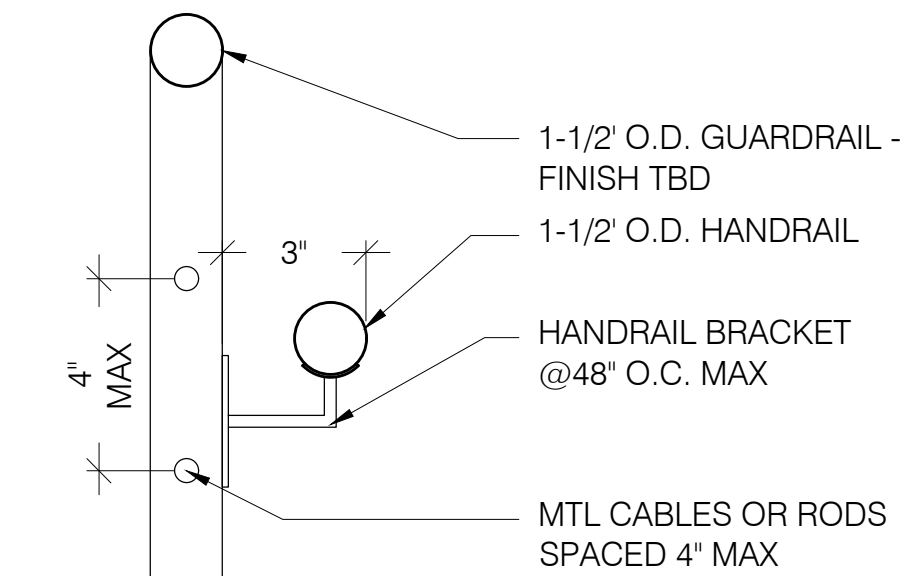 1-1/2' O.D. GUARDRAIL -
FINISH TBD
1-1/2' O.D. HANDRAIL
3"
HANDRAIL BRACKET
@48" O.C. MAX
4"
MAX
MTL CABLES OR RODS
SPACED 4" MAX